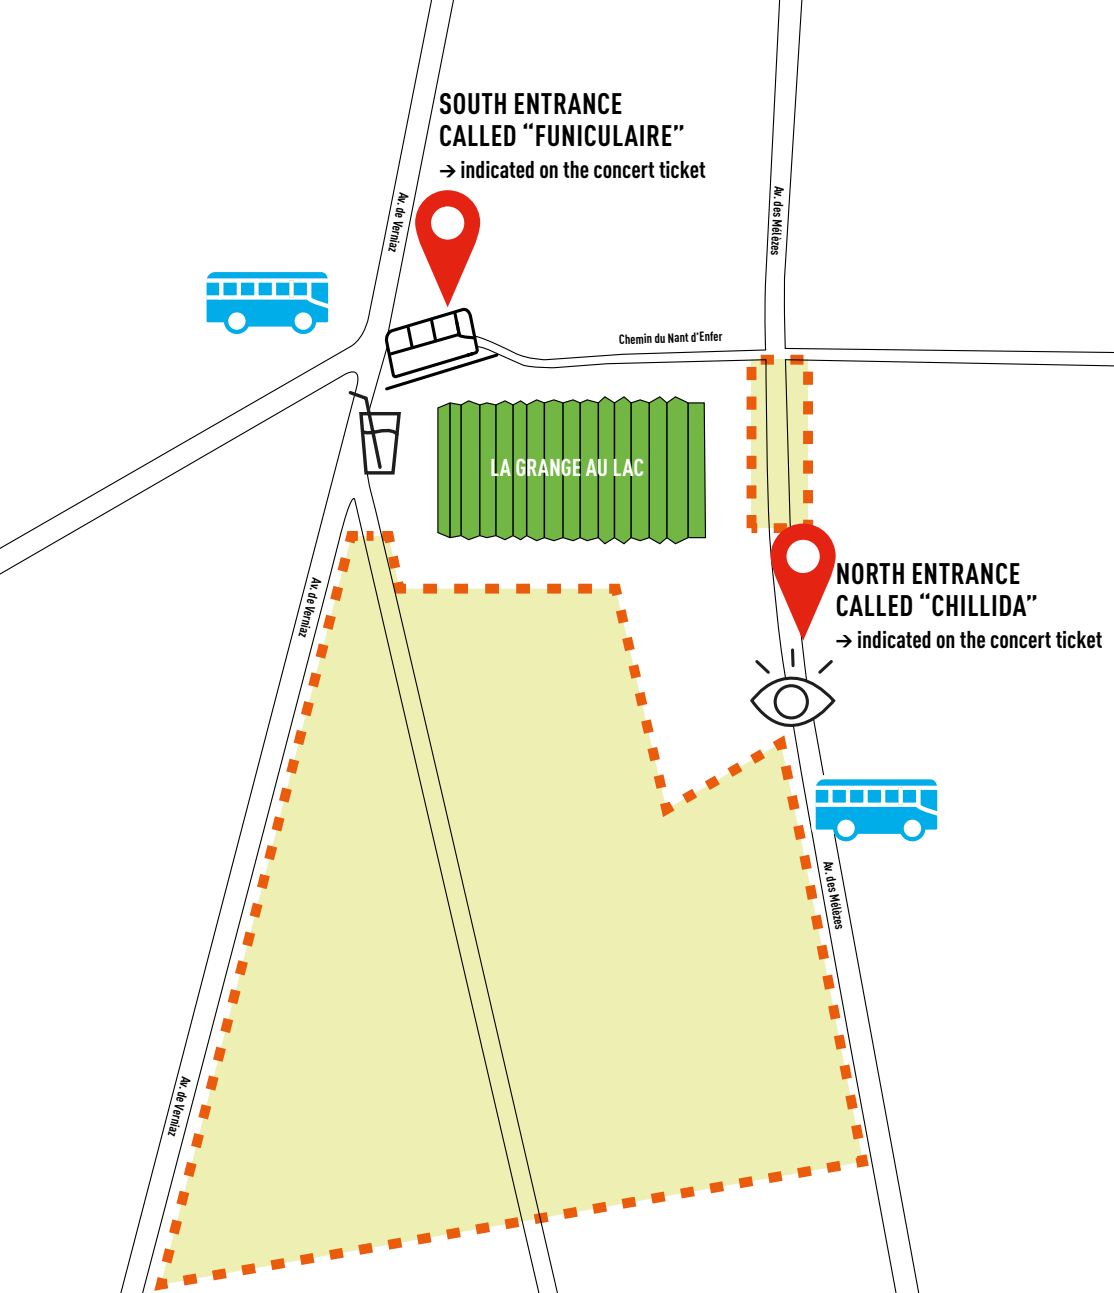 SOUTH ENTRANCE
CALLED “FUNICULAIRE”
→ indicated on the concert ticket
Av. de Verniaz
Av. des Mélèzes
Chemin du Nant d'Enfer
LA GRANGE AU LAC
NORTH ENTRANCE
CALLED “CHILLIDA”
→ indicated on the concert ticket
Av. de Verniaz
Av. des Mélèzes
Av. de Verniaz